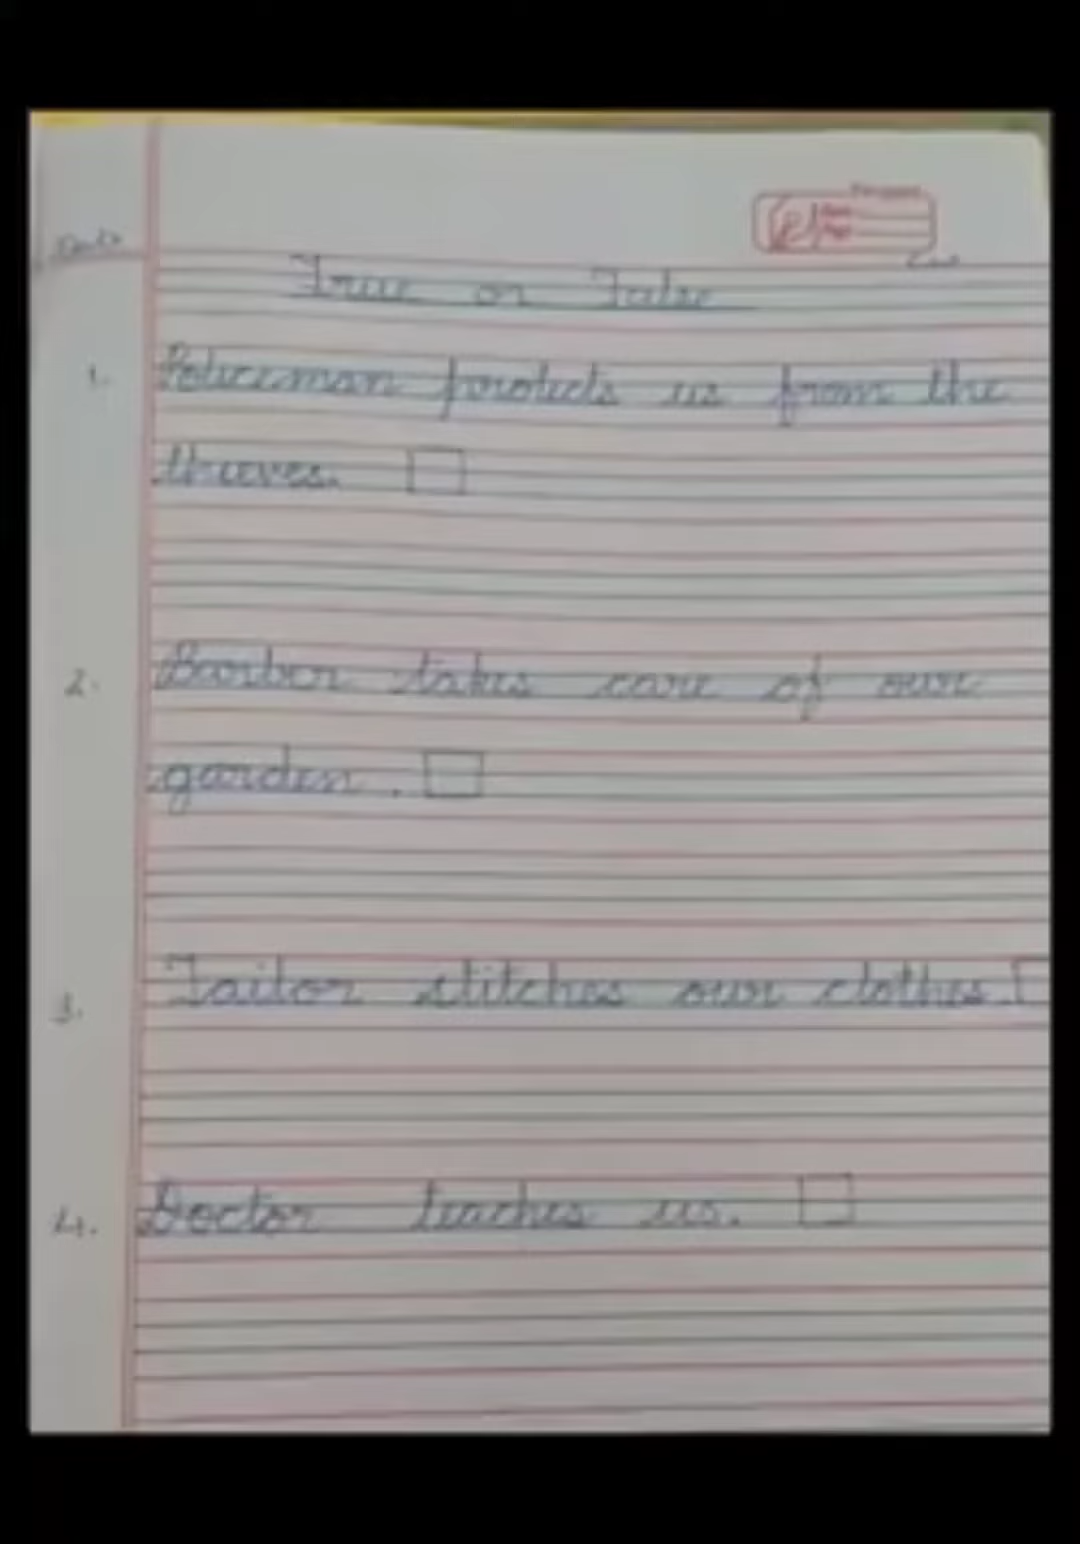 Date
True or False
1. Policeman protects us from the
thieves.
2. Barber takes care of our
garden.
3. Tailor stitches our clothes.
4. Doctor teaches us.